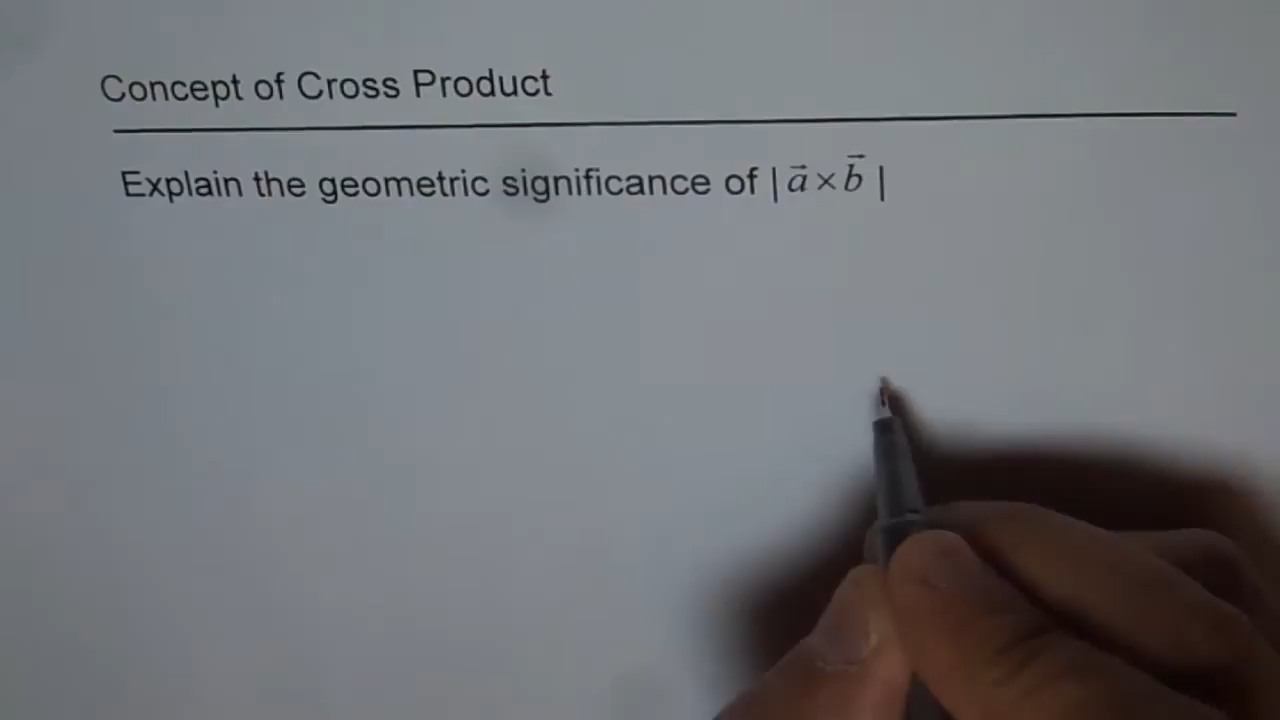 Concept of Cross Product
Explain the geometric significance of | a⃗ × b⃗ |